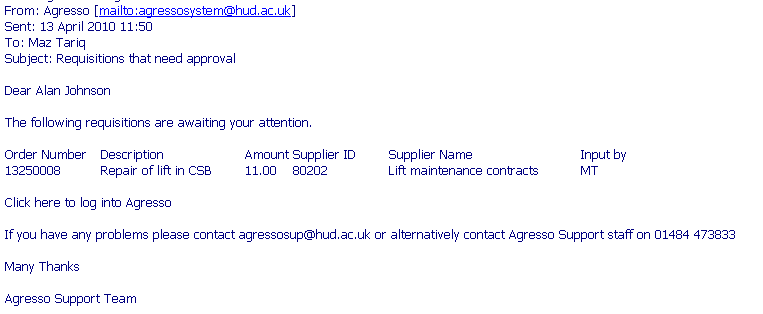 From: Agresso [mailto:agressosystem@hud.ac.uk]
Sent: 13 April 2010 11:50
To: Maz Tariq
Subject: Requisitions that need approval
Dear Alan Johnson
The following requisitions are awaiting your attention.
Order Number Description Amount Supplier ID Supplier Name Input by
13250008 Repair of lift in CSB 11.00 80202 Lift maintenance contracts MT
Click here to log into Agresso
If you have any problems please contact agressosup@hud.ac.uk or alternatively contact Agresso Support staff on 01484 473833
Many Thanks
Agresso Support Team